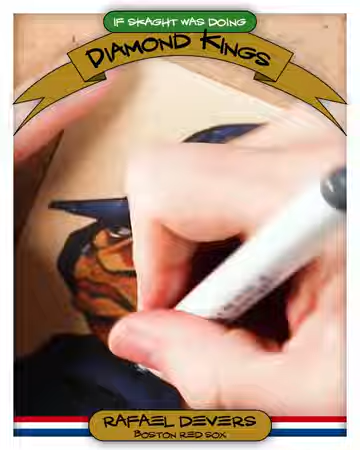 IF SKAGHT WAS DOING
DIAMOND KINGS
RAFAEL DEVERS
BOSTON RED SOX